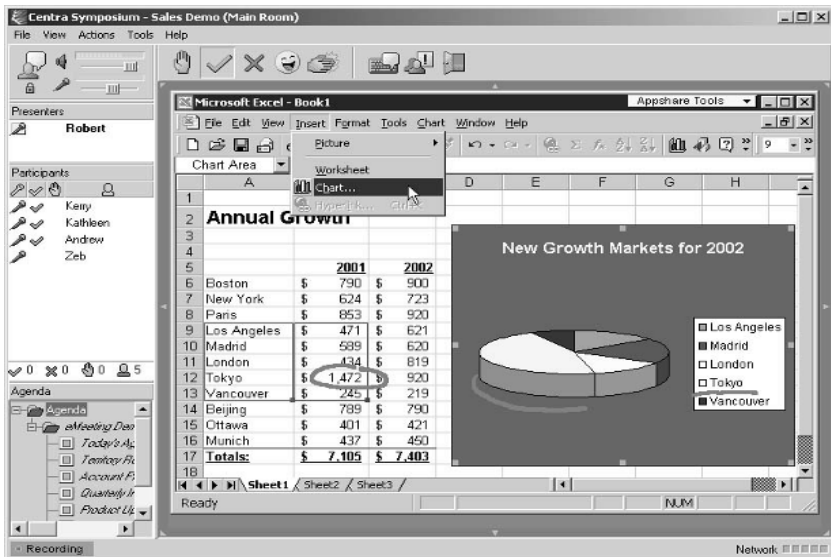 Centra Symposium - Sales Demo (Main Room)
File View Actions Tools Help
Presenters
Robert
Participants
Kerry
Kathleen
Andrew
Zeb
0 0 0 5
Agenda
Agenda
eMeeting Den
Today's Ag
Territory
Account
Quarterly
Product Up
Microsoft Excel - Book1
Appshare Tools
File Edit View Insert Format Tools Chart Window Help
9
Chart Area
Picture
Worksheet
Chart...
Hyperlink...
A D E F G H
1
2 Annual Growth
3
4
5 2001 2002
6 Boston $ 790 $ 900
7 New York $ 624 $ 723
8 Paris $ 853 $ 920
9 Los Angeles $ 471 $ 621
10 Madrid $ 589 $ 620
11 London $ 434 $ 819
12 Tokyo $ 1,472 $ 920
13 Vancouver $ 245 $ 219
14 Beijing $ 789 $ 790
15 Ottawa $ 401 $ 421
16 Munich $ 437 $ 450
17 Totals: $ 7,105 $ 7,403
18
New Growth Markets for 2002
Los Angeles
Madrid
London
Tokyo
Vancouver
Sheet1 Sheet2 Sheet3
Ready
NUM
Recording
Network